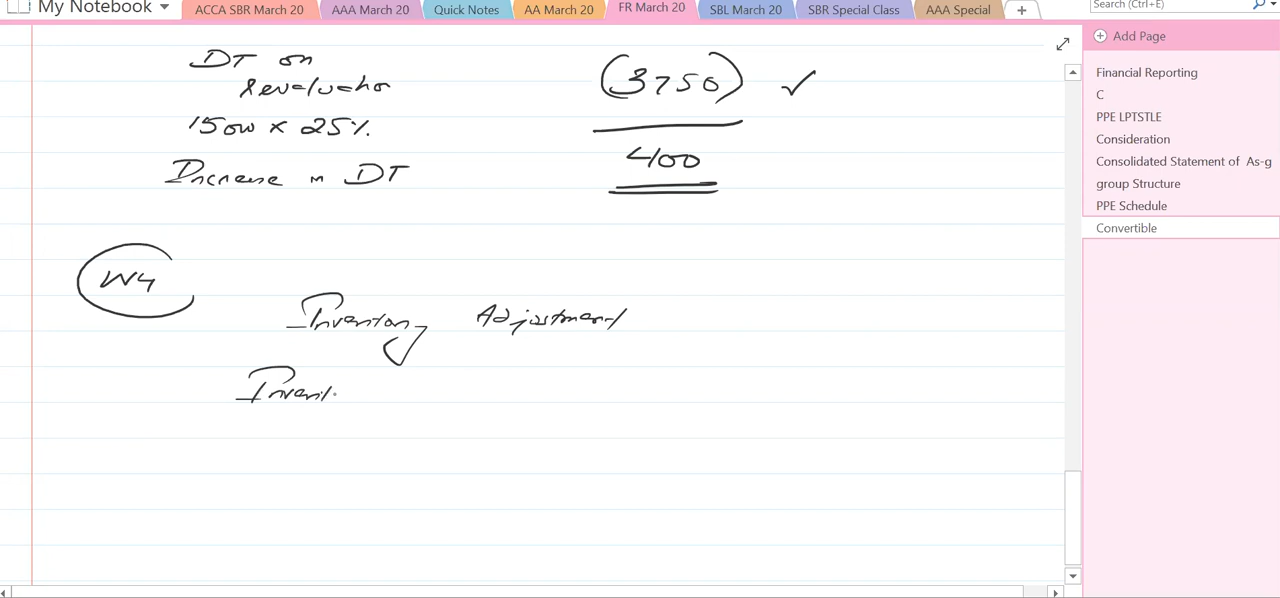 My Notebook
ACCA SBR March 20
AAA March 20
Quick Notes
AA March 20
FR March 20
SBL March 20
SBR Special Class
AAA Special
Search (Ctrl+E)
DT on
revaluation
(3750)
15000 x 25%.
Increase in DT
400
W4
Inventory Adjustment
Invent
Add Page
Financial Reporting
C
PPE LPTSTLE
Consideration
Consolidated Statement of As-g
group Structure
PPE Schedule
Convertible